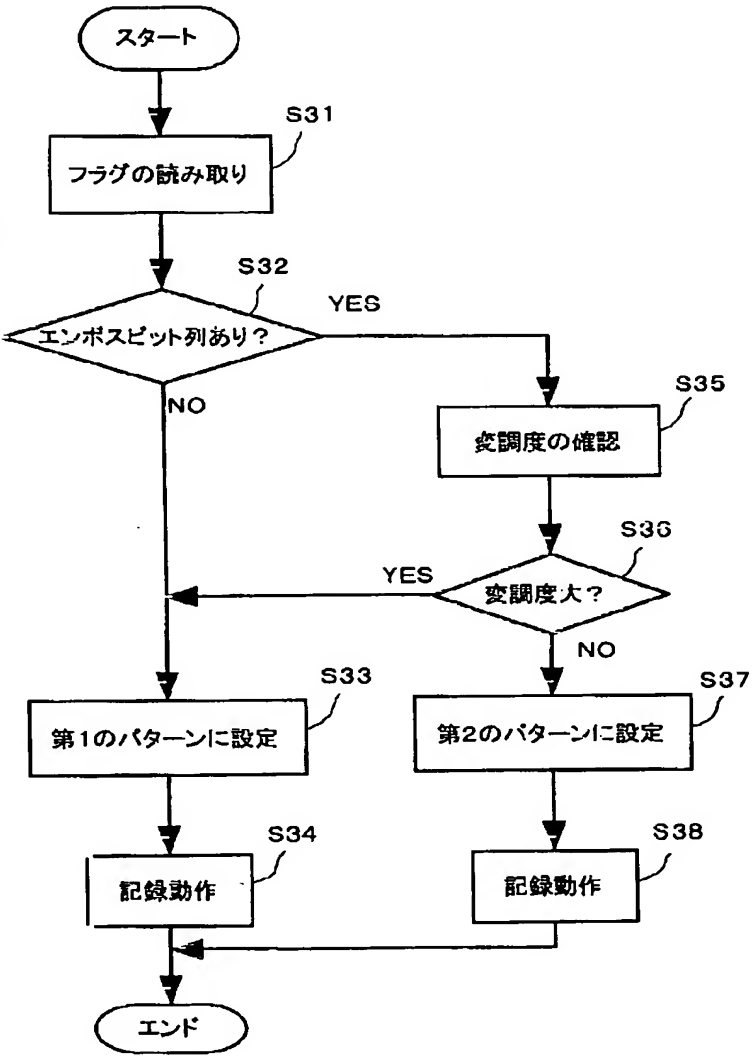 スタート
S31
フラグの読み取り
S32
エンボスピット列あり？
YES
NO
S35
変調度の確認
S36
変調度大？
YES
NO
S33
第1のパターンに設定
S37
第2のパターンに設定
S34
記録動作
S38
記録動作
エンド